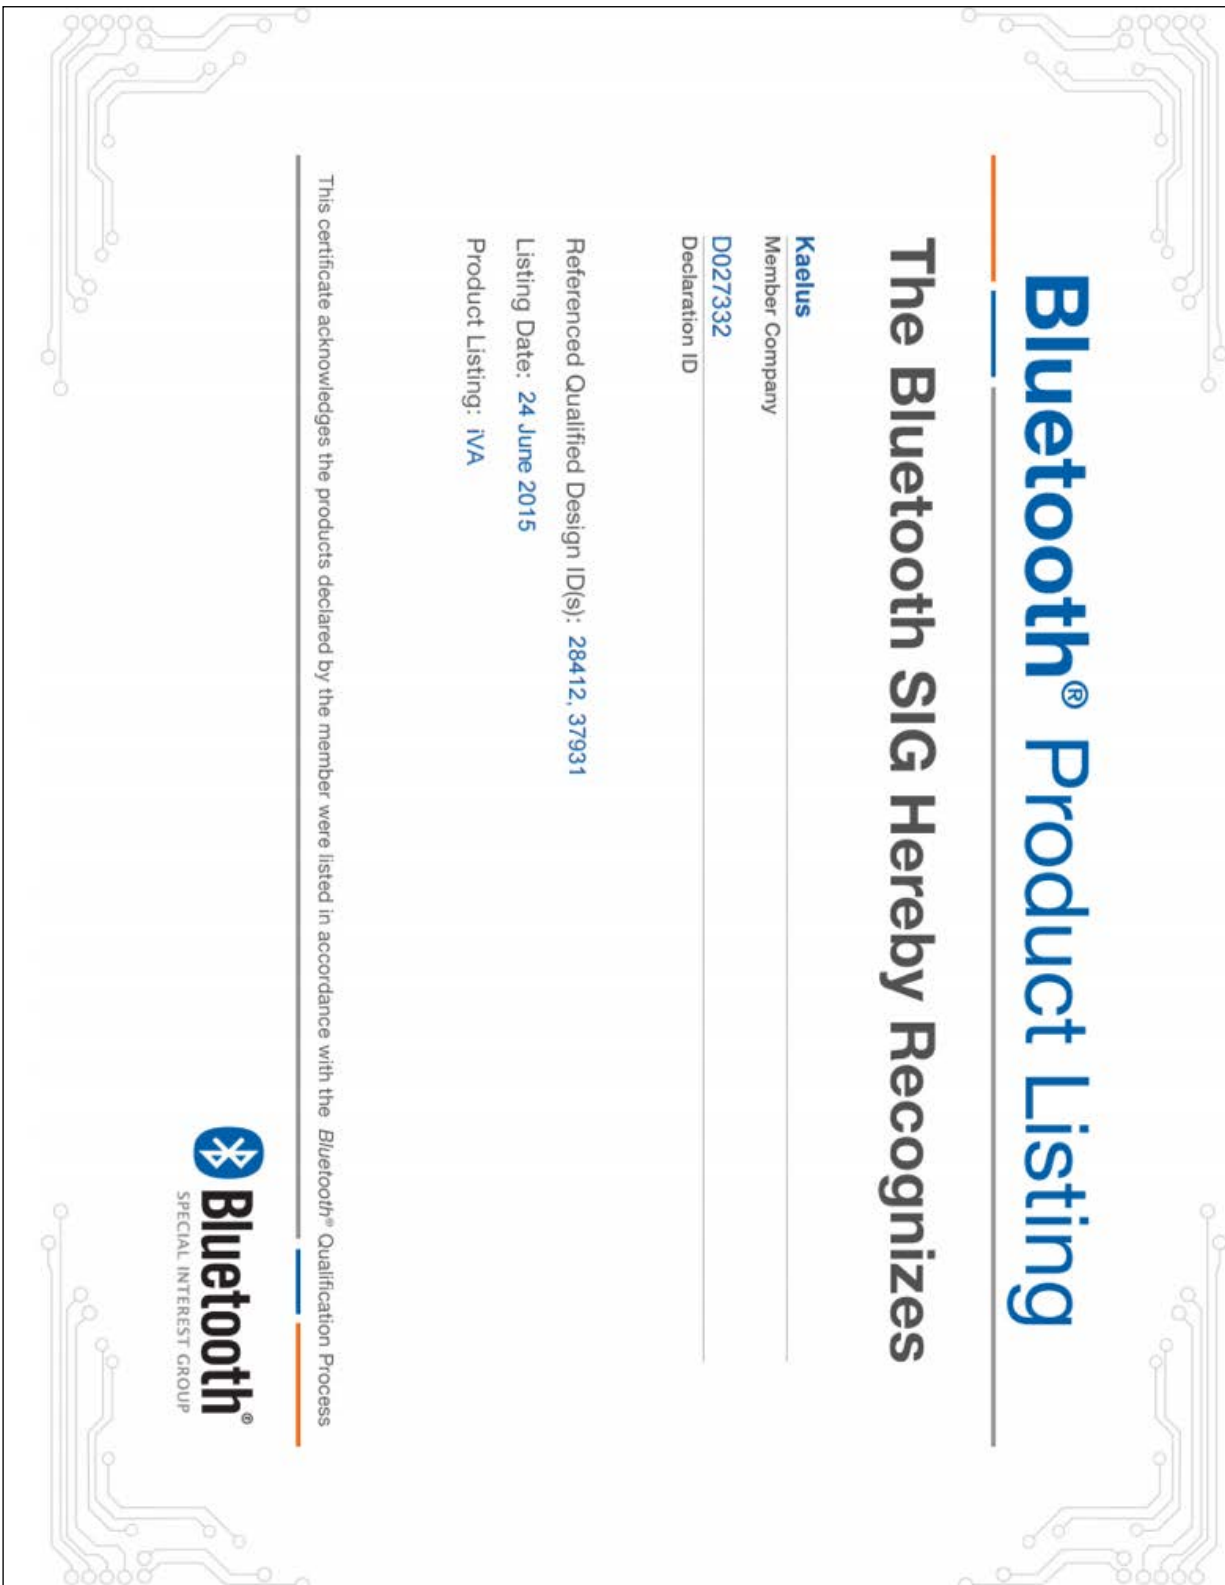 Bluetooth® Product Listing
The Bluetooth SIG Hereby Recognizes
Kaelus
Member Company
D027332
Declaration ID
Referenced Qualified Design ID(s): 28412, 37931
Listing Date: 24 June 2015
Product Listing: iVA
This certificate acknowledges the products declared by the member were listed in accordance with the Bluetooth® Qualification Process
Bluetooth®
SPECIAL INTEREST GROUP